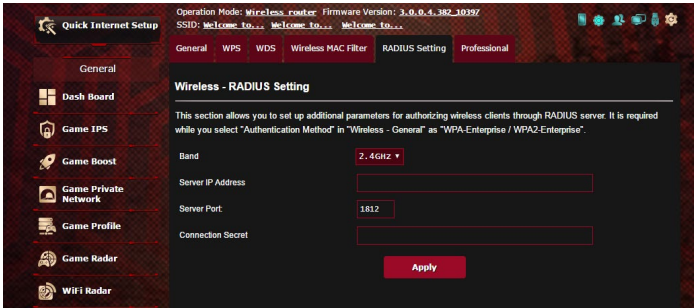 Quick Internet Setup
Operation Mode: Wireless router Firmware Version: 3.0.0.4.382_10397
SSID: Welcome to... Welcome to... Welcome to...
General WPS WDS Wireless MAC Filter RADIUS Setting Professional
General
Dash Board
Game IPS
Game Boost
Game Private
Network
Game Profile
Game Radar
WiFi Radar
Wireless - RADIUS Setting
This section allows you to set up additional parameters for authorizing wireless clients through RADIUS server. It is required
while you select "Authentication Method" in "Wireless - General" as "WPA-Enterprise / WPA2-Enterprise".
Band 2.4GHz
Server IP Address
Server Port: 1812
Connection Secret
Apply